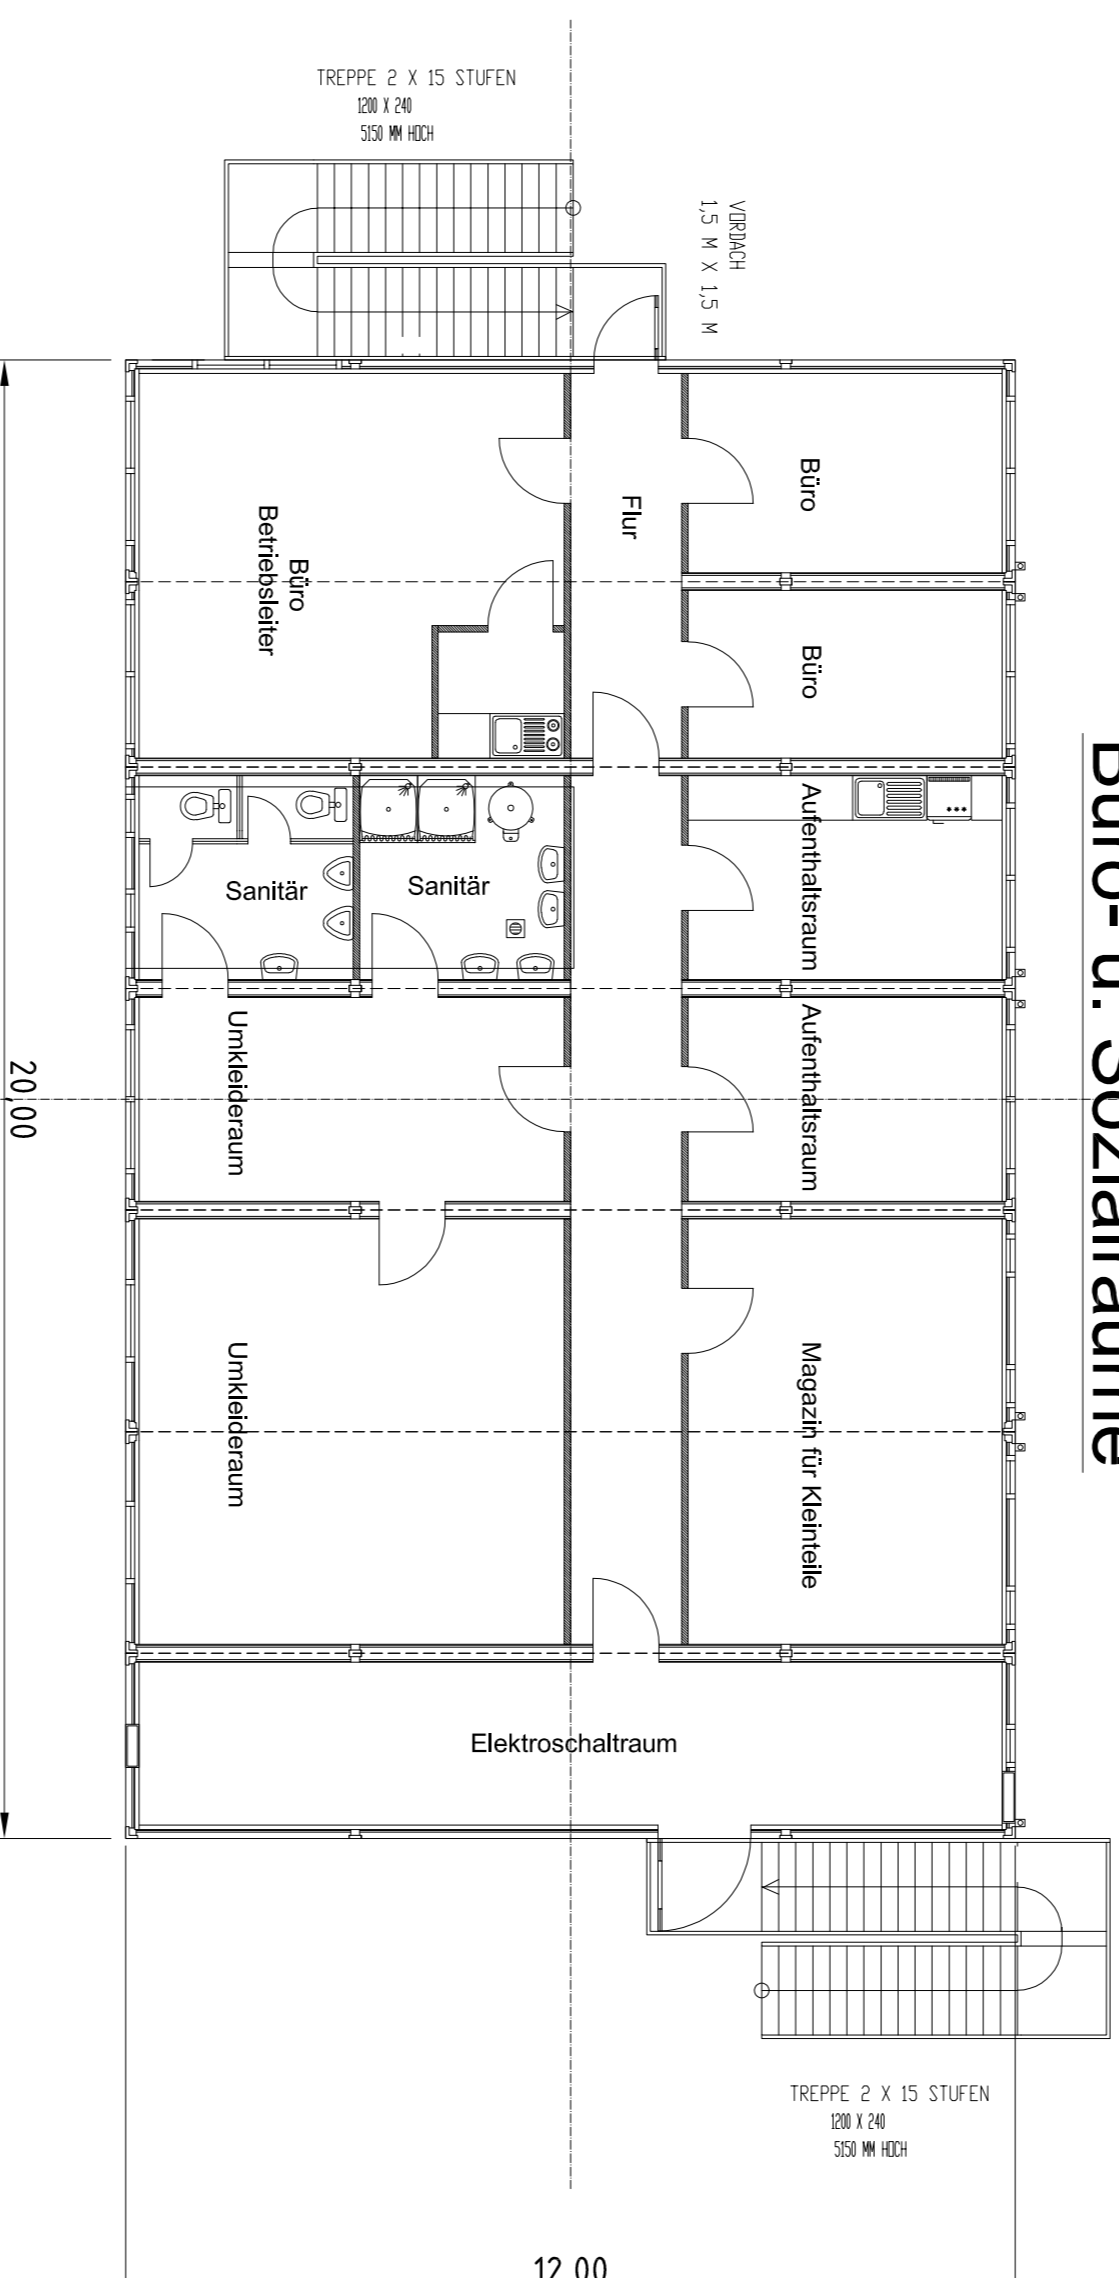 TREPPE 2 X 15 STUFEN
1200 X 240
5150 MM HOCH
VORDACH
1,5 M X 1,5 M
Büro
Flur
Büro
Betriebsleiter
Büro
Büro- u. Sozialräume
Aufenthaltsraum
Sanitär
Sanitär
Aufenthaltsraum
Umkleideraum
20,00
Magazin für Kleinteile
Umkleideraum
Elektroschaltraum
TREPPE 2 X 15 STUFEN
1200 X 240
5150 MM HOCH
12,00